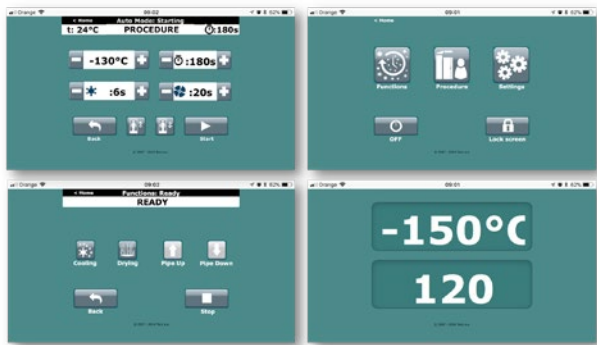 Orange 09:02 62%
< Home Auto Mode: Starting
t: 24°C PROCEDURE :180s
-130°C :180s
:6s :20s
Back Start
Orange 09:01 62%
< Home
Functions Procedure Settings
OFF Lock screen
Orange 09:03 62%
< Home Functions: Ready
READY
Cooling Drying Pipe Up Pipe Down
Back Stop
Orange 09:01 62%
-150°C
120